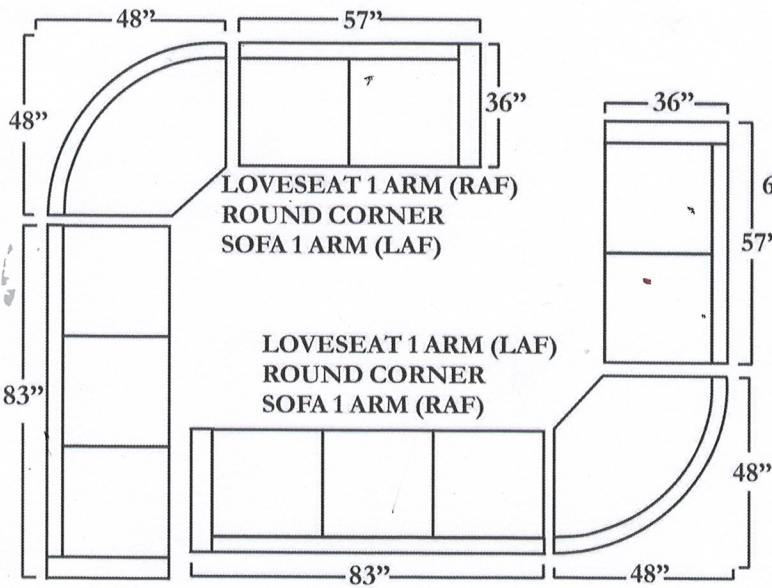 48” 57”
48” 36” 36”
LOVESEAT 1 ARM (RAF)
ROUND CORNER
SOFA 1 ARM (LAF)
6
57”
LOVESEAT 1 ARM (LAF)
ROUND CORNER
SOFA 1 ARM (RAF)
83”
48”
83” 48”